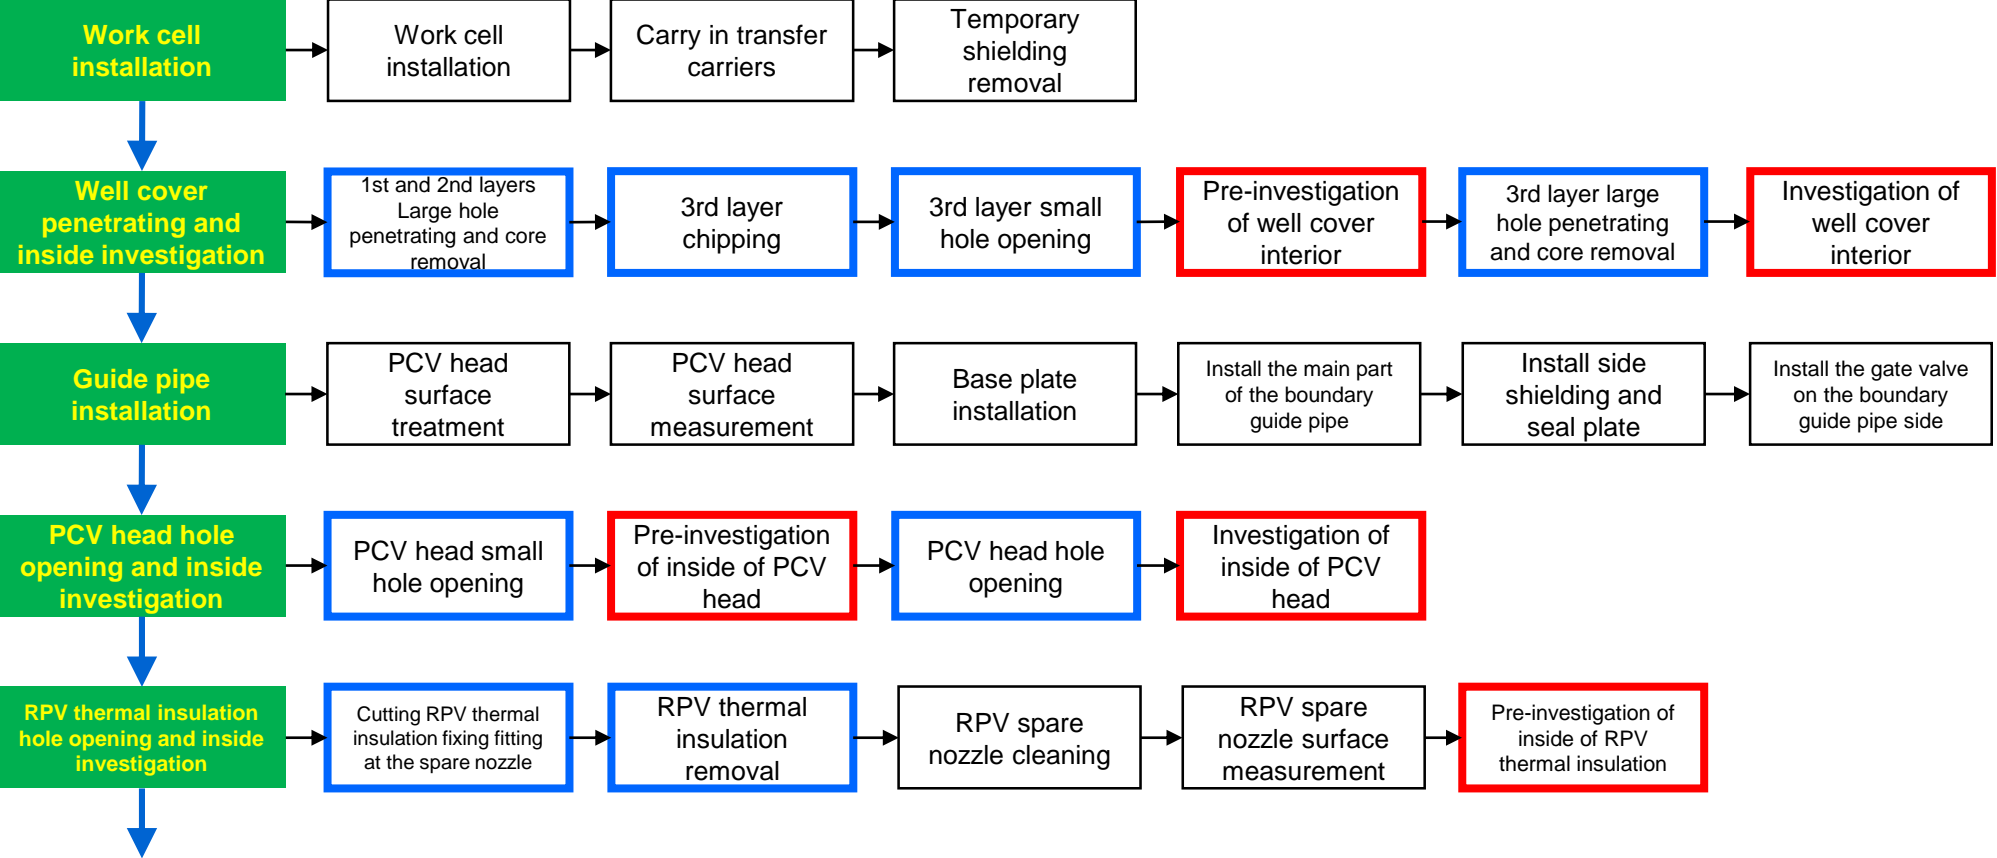 Work cell
installation
Work cell
installation
Carry in transfer
carriers
Temporary
shielding
removal
Well cover
penetrating and
inside investigation
1st and 2nd layers
Large hole
penetrating and core
removal
3rd layer
chipping
3rd layer small
hole opening
Pre-investigation
of well cover
interior
3rd layer large
hole penetrating
and core removal
Investigation of
well cover
interior
Guide pipe
installation
PCV head
surface
treatment
PCV head
surface
measurement
Base plate
installation
Install the main part
of the boundary
guide pipe
Install side
shielding and
seal plate
Install the gate valve
on the boundary
guide pipe side
PCV head hole
opening and inside
investigation
PCV head small
hole opening
Pre-investigation
of inside of PCV
head
PCV head hole
opening
Investigation of
inside of PCV
head
RPV thermal insulation
hole opening and inside
investigation
Cutting RPV thermal
insulation fixing fitting
at the spare nozzle
RPV thermal
insulation
removal
RPV spare
nozzle cleaning
RPV spare
nozzle surface
measurement
Pre-investigation of
inside of RPV
thermal insulation